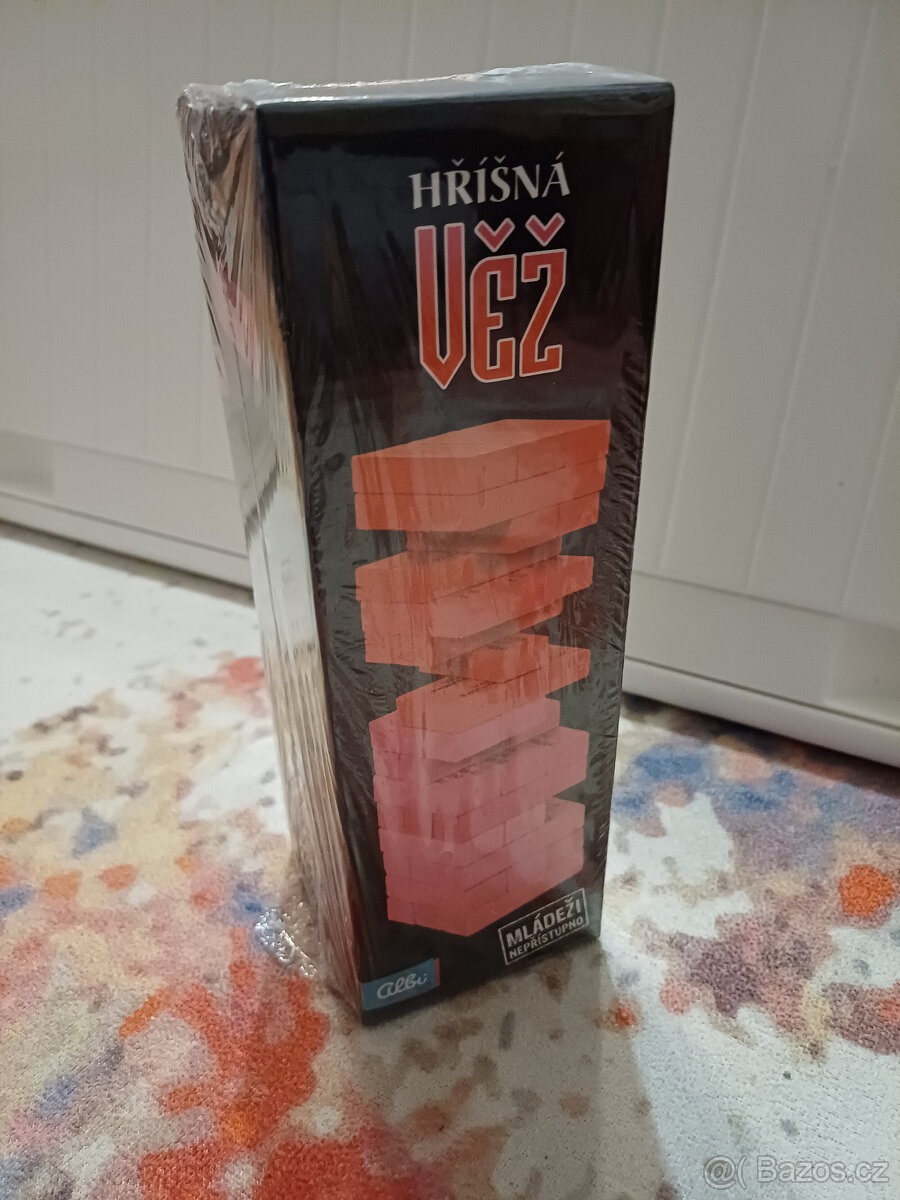 HŘÍŠNÁ
VĚŽ
MLÁDEŽI
NEPŘÍSTUPNO
albi
@( Bazos.cz